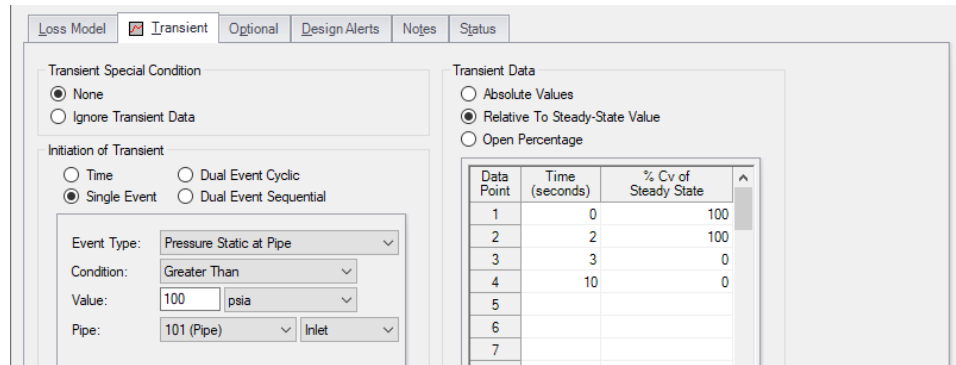 Loss Model Transient Optional Design Alerts Notes Status
Transient Special Condition
None
Ignore Transient Data
Initiation of Transient
Time Dual Event Cyclic
Single Event Dual Event Sequential
Event Type: Pressure Static at Pipe
Condition: Greater Than
Value: 100 psia
Pipe: 101 (Pipe) Inlet
Transient Data
Absolute Values
Relative To Steady-State Value
Open Percentage
Data Point Time (seconds) % Cv of Steady State
1 0 100
2 2 100
3 3 0
4 10 0
5
6
7